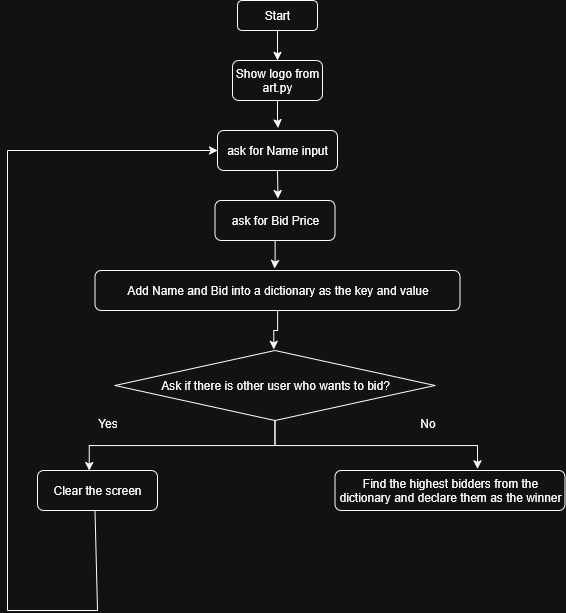 Start
Show logo from
art.py
ask for Name input
ask for Bid Price
Add Name and Bid into a dictionary as the key and value
Ask if there is other user who wants to bid?
Yes
No
Clear the screen
Find the highest bidders from the
dictionary and declare them as the winner